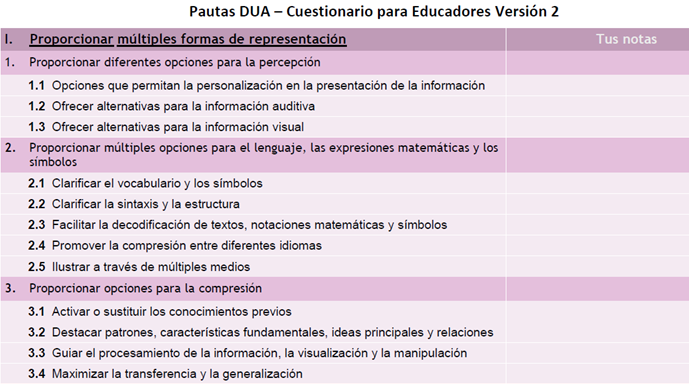 Pautas DUA – Cuestionario para Educadores Versión 2
I. Proporcionar múltiples formas de representación Tus notas
1. Proporcionar diferentes opciones para la percepción
1.1 Opciones que permitan la personalización en la presentación de la información
1.2 Ofrecer alternativas para la información auditiva
1.3 Ofrecer alternativas para la información visual
2. Proporcionar múltiples opciones para el lenguaje, las expresiones matemáticas y los
símbolos
2.1 Clarificar el vocabulario y los símbolos
2.2 Clarificar la sintaxis y la estructura
2.3 Facilitar la decodificación de textos, notaciones matemáticas y símbolos
2.4 Promover la compresión entre diferentes idiomas
2.5 Ilustrar a través de múltiples medios
3. Proporcionar opciones para la compresión
3.1 Activar o sustituir los conocimientos previos
3.2 Destacar patrones, características fundamentales, ideas principales y relaciones
3.3 Guiar el procesamiento de la información, la visualización y la manipulación
3.4 Maximizar la transferencia y la generalización